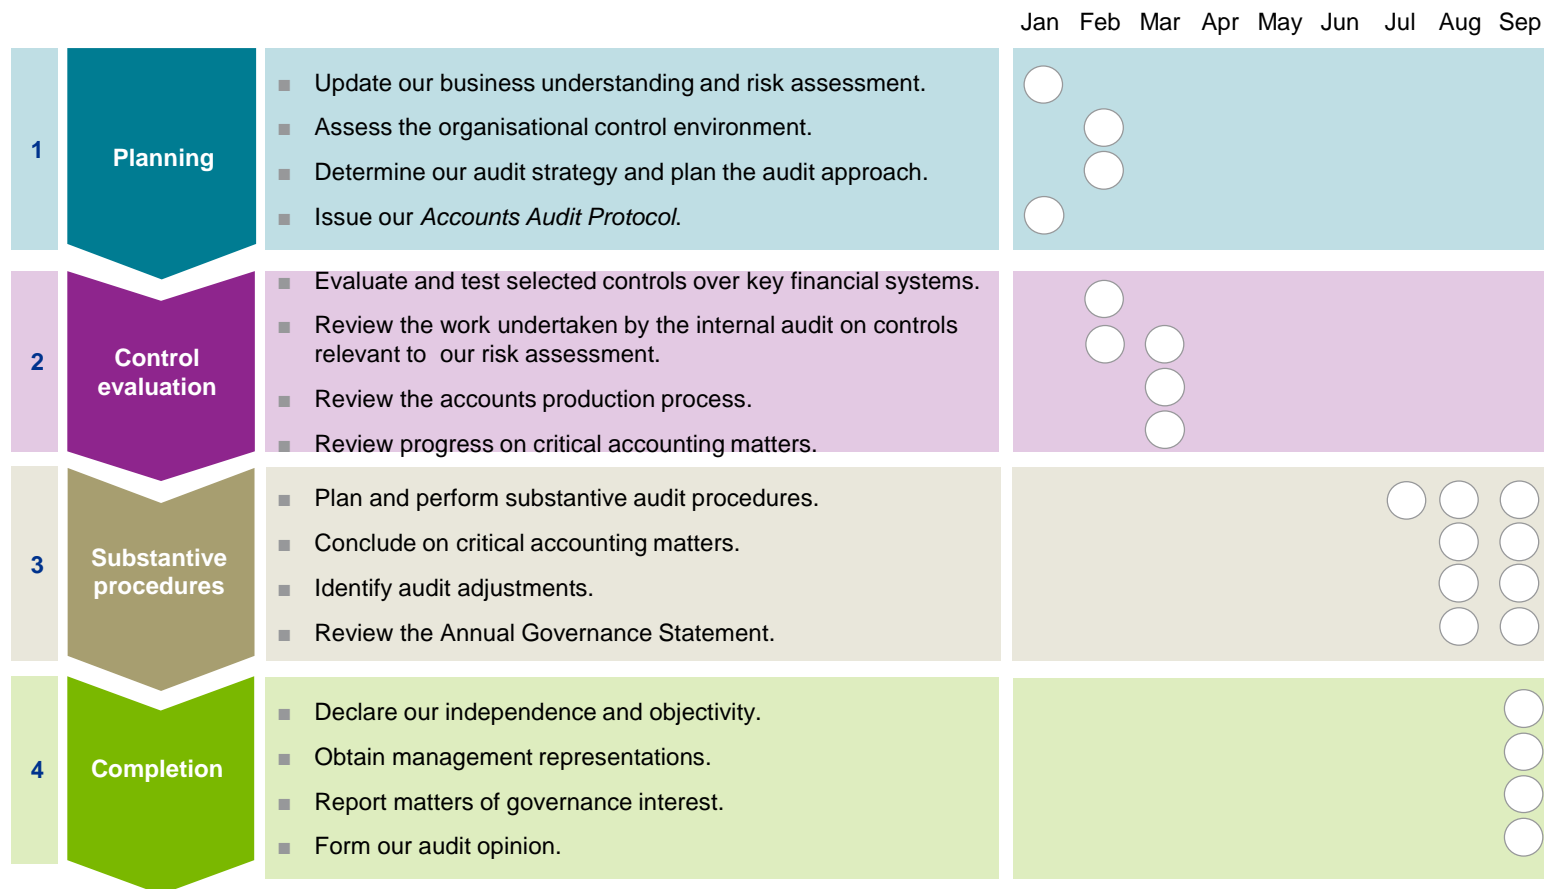 Jan Feb Mar Apr May Jun Jul Aug Sep
1
Planning
■ Update our business understanding and risk assessment.
■ Assess the organisational control environment.
■ Determine our audit strategy and plan the audit approach.
■ Issue our Accounts Audit Protocol.
2
Control
evaluation
■ Evaluate and test selected controls over key financial systems.
■ Review the work undertaken by the internal audit on controls
relevant to  our risk assessment.
■ Review the accounts production process.
■ Review progress on critical accounting matters.
3
Substantive
procedures
■ Plan and perform substantive audit procedures.
■ Conclude on critical accounting matters.
■ Identify audit adjustments.
■ Review the Annual Governance Statement.
4
Completion
■ Declare our independence and objectivity.
■ Obtain management representations.
■ Report matters of governance interest.
■ Form our audit opinion.